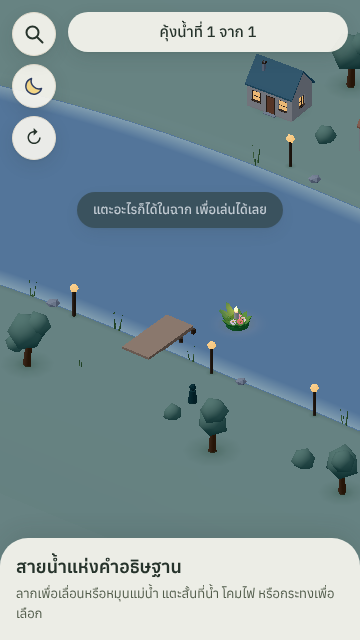 คุ้งน้ำที่ 1 จาก 1
แตะอะไรก็ได้ในฉาก เพื่อเล่นได้เลย
สายน้ำแห่งคำอธิษฐาน
ลากเพื่อเลื่อนหรือหมุนแม่น้ำ แตะสั้นที่น้ำ โคมไฟ หรือกระทงเพื่อ
เลือก